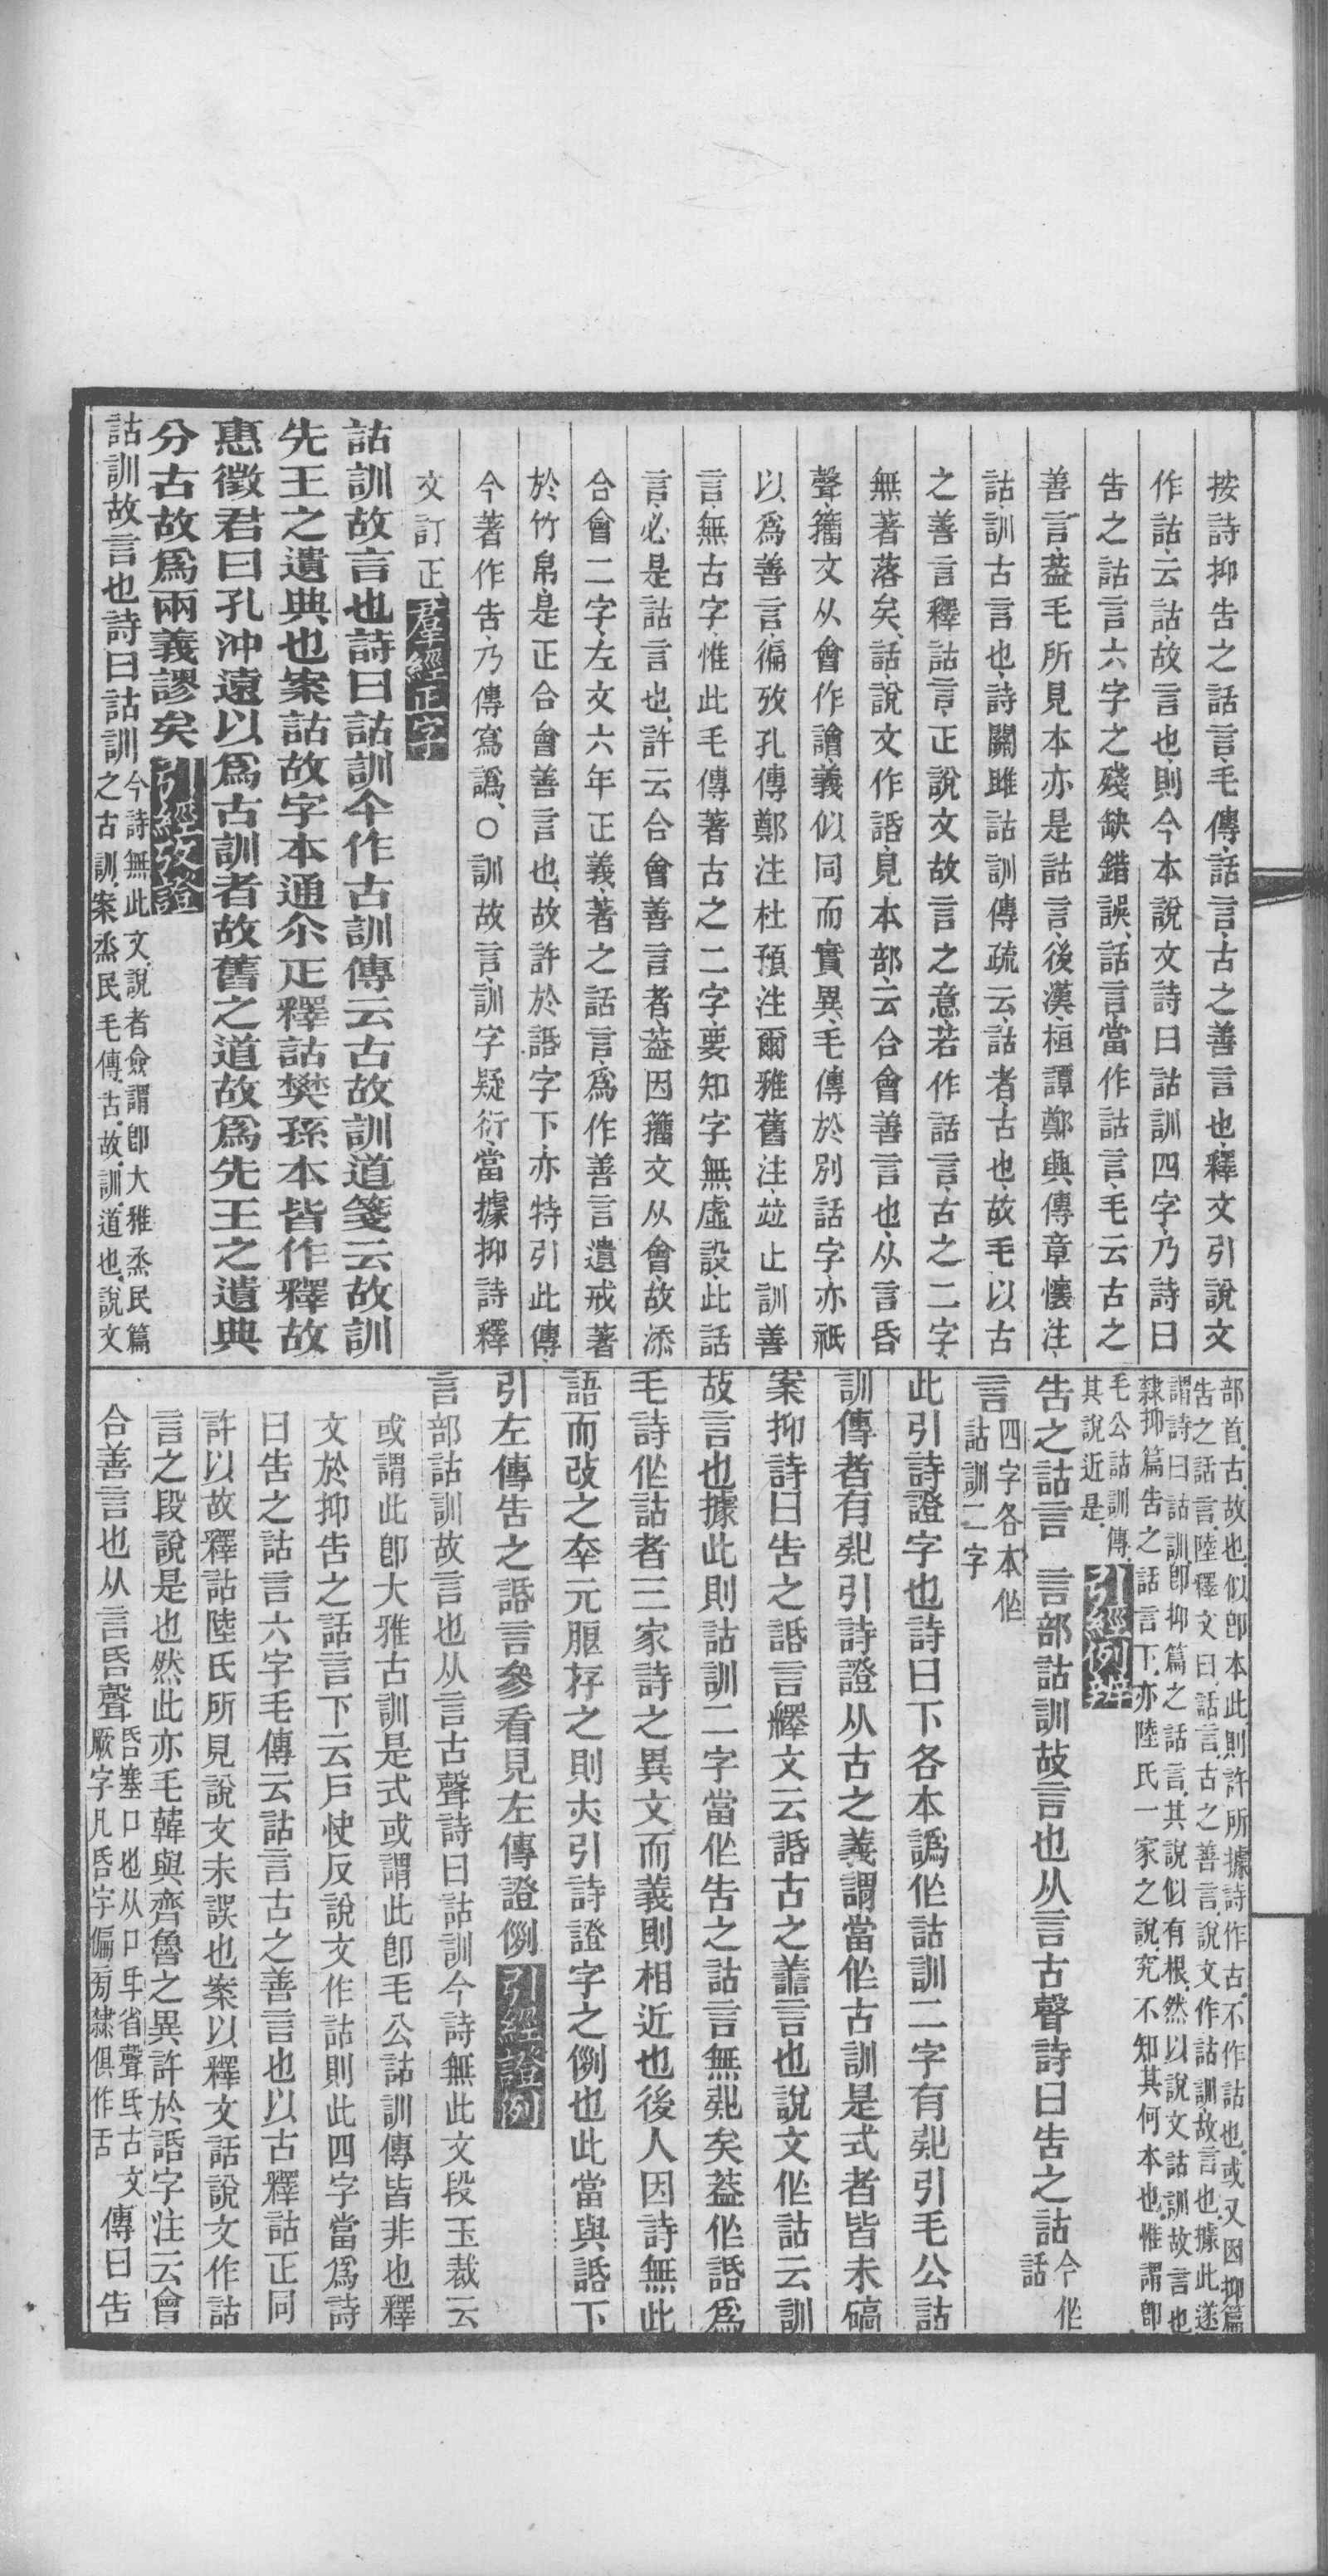 按詩抑告之話言毛傳話言古之善言也釋文引說文
作詁云詁故言也則今本說文詩曰詁訓四字乃詩曰
告之詁言六字之殘缺錯誤話言當作詁言毛云古之
善言葢毛所見本亦是詁言後漢桓譚鄭興傳章懷注
詁訓古言也詩關雎詁訓傳疏云詁者古也故毛以古
之善言釋詁言正說文故言之意若作話言古之二字
無著落矣話說文作䛡見本部云合會善言也从言昏
聲籒文从會作譮義似同而實異毛傳於別話字亦祇
以爲善言徧攷孔傳鄭注杜預注爾雅舊注竝止訓善
言無古字惟此毛傳著古之二字要知字無虛設此話
言必是詁言也許云合會善言者葢因籒文从會故添
合會二字左文六年正義著之話言爲作善言遺戒著
於竹帛是正合會善言也故許於䛡字下亦特引此傳
今著作告乃傳寫譌○訓故言訓字疑衍當據抑詩釋
文訂正羣經正字
詁訓故言也詩曰詁訓今作古訓傳云古故訓道箋云故訓
先王之遺典也案詁故字本通尒疋釋詁樊孫本皆作釋故
惠徵君曰孔沖遠以爲古訓者故舊之道故爲先王之遺典
分古故爲兩義謬矣引經攷證
詁訓故言也詩曰詁訓今詩無此文說者僉謂卽大雅烝民篇
之古訓案烝民毛傳古故訓道也說文
部首古故也似卽本此則許所據詩作古不作詁也或又因抑篇
告之話言陸釋文曰話言古之善言說文作詁訓故言也據此遂
謂詩曰詁訓卽抑篇之話言其說似有根然以說文詁訓故言也
隸抑篇告之話言下亦陸氏一家之說究不知其何本也惟謂卽
毛公詁訓傳
其說近是引經例辨
告之詁言 言部詁訓故言也从言古聲詩曰告之詁今作
話
言四字各本作
詁訓二字
此引詩證字也詩曰下各本譌作詁訓二字有㓷引毛公詁
訓傳者有㓷引詩證从古之義謂當作古訓是式者皆未碻
案抑詩曰告之䛡言釋文云䛡古之譱言也說文作詁云訓
故言也據此則詁訓二字當作告之詁言無㓷矣葢作䛡爲
毛詩作詁者三家詩之異文而義則相近也後人因詩無此
語而改之㚔元脤存之則夫引詩證字之例也此當與䛡下
引左傳告之䛡言參看見左傳證例引經證例
言部詁訓故言也从言古聲詩曰詁訓今詩無此文段玉裁云
或謂此卽大雅古訓是式或謂此卽毛公詁訓傳皆非也釋
文於抑告之話言下云戶快反說文作詁則此四字當爲詩
曰告之詁言六字毛傳云詁言古之善言也以古釋詁正同
許以故釋詁陸氏所見說文未誤也案以釋文話說文作詁
言之段說是也然此亦毛韓與齊魯之異許於䛡字注云會
合善言也从言昏聲昏塞口也从口氒省聲氒古文
厥字凡昏字偏㫄隸俱作舌傳曰告